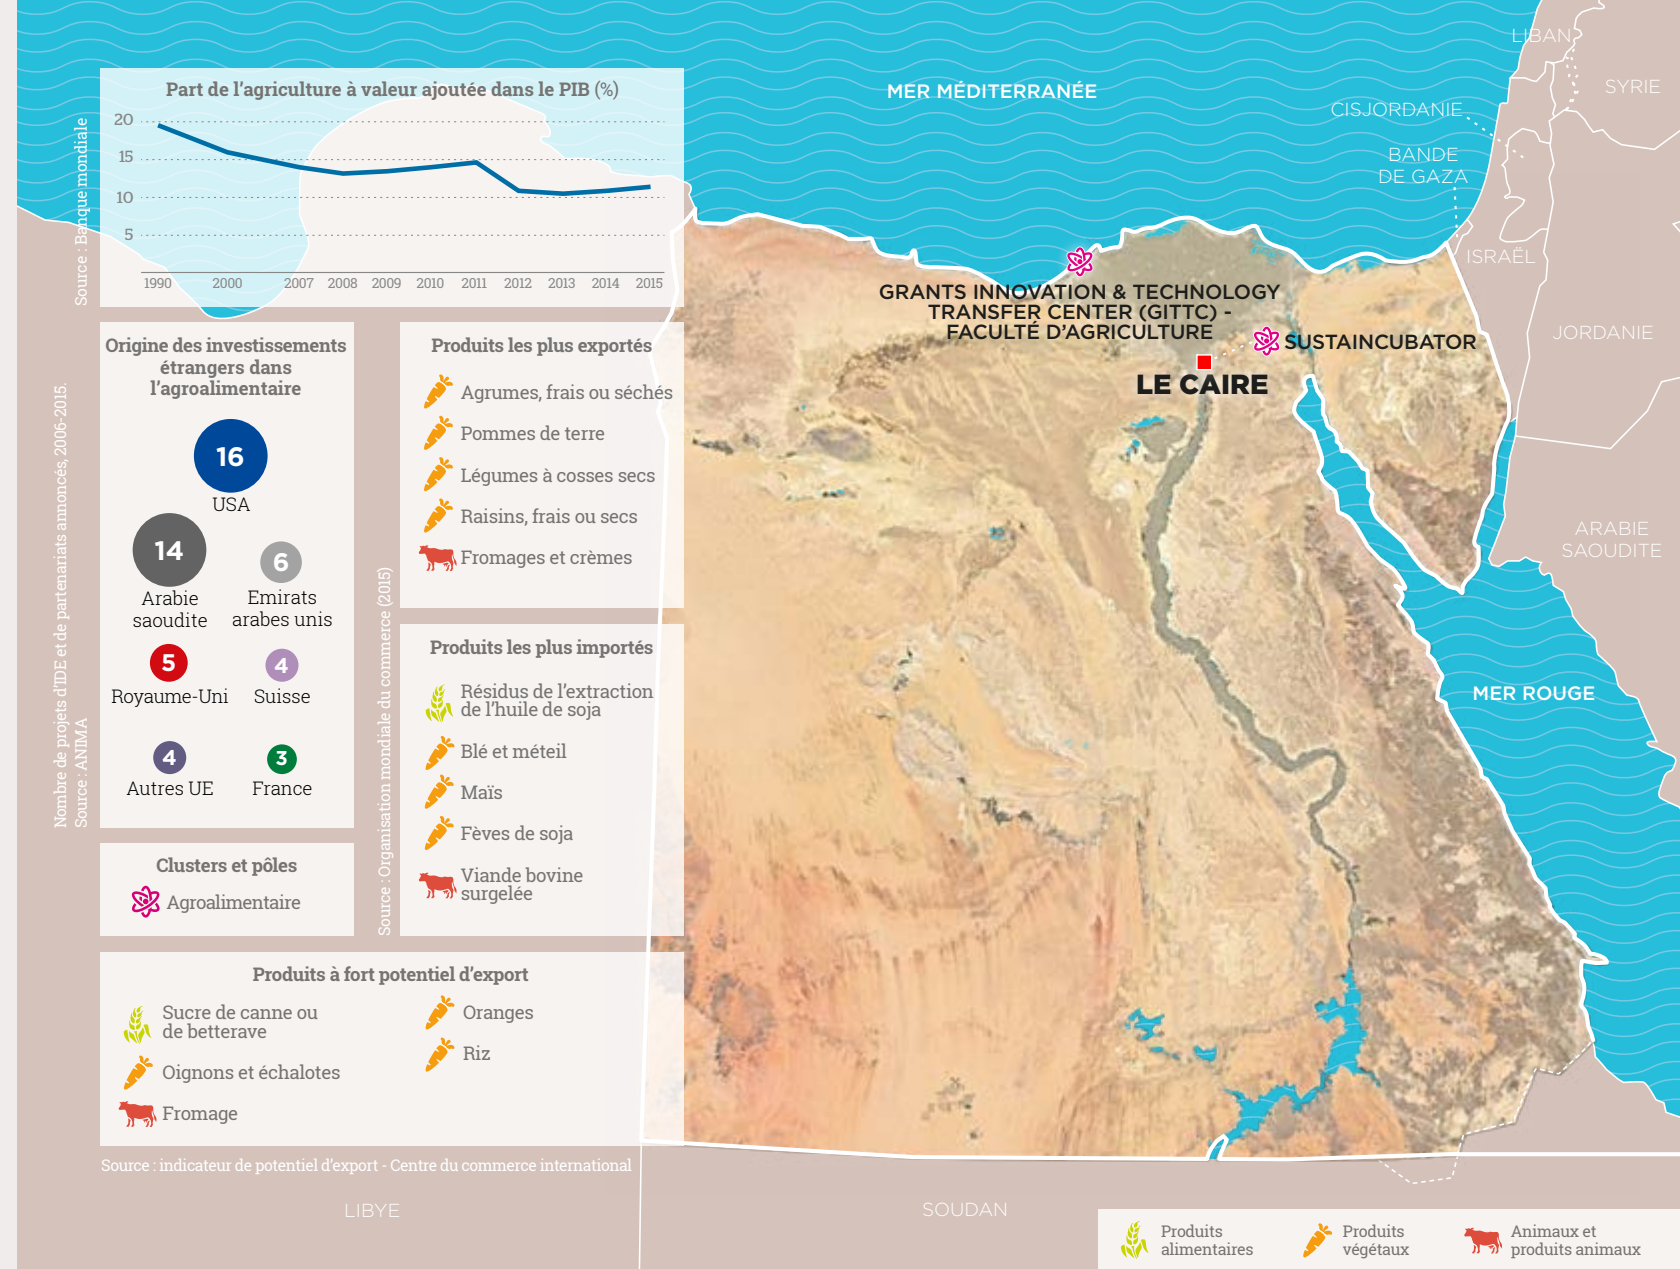 Part de l'agriculture à valeur ajoutée dans le PIB (%)
20
15
10
5
1990 2000 2007 2008 2009 2010 2011 2012 2013 2014 2015
Source : Banque mondiale
Origine des investissements
étrangers dans
l'agroalimentaire
16
USA
14
Arabie
saoudite
6
Emirats
arabes unis
5
Royaume-Uni
4
Suisse
4
Autres UE
3
France
Nombre de projets d'IDE et de partenariats annoncés, 2006-2015.
Source : ANIMA
Clusters et pôles
Agroalimentaire
Produits les plus exportés
Agrumes, frais ou séchés
Pommes de terre
Légumes à cosses secs
Raisins, frais ou secs
Fromages et crèmes
Produits les plus importés
Résidus de l'extraction
de l'huile de soja
Blé et méteil
Maïs
Fèves de soja
Viande bovine
surgelée
Source : Organisation mondiale du commerce (2015)
Produits à fort potentiel d'export
Sucre de canne ou
de betterave
Oignons et échalotes
Fromage
Oranges
Riz
Source : indicateur de potentiel d'export - Centre du commerce international
MER MÉDITERRANÉE
LIBAN
SYRIE
CISJORDANIE
BANDE
DE GAZA
ISRAËL
JORDANIE
GRANTS INNOVATION & TECHNOLOGY
TRANSFER CENTER (GITTC) -
FACULTÉ D'AGRICULTURE
SUSTAINCUBATOR
LE CAIRE
ARABIE
SAOUDITE
MER ROUGE
LIBYE
SOUDAN
Produits
alimentaires
Produits
végétaux
Animaux et
produits animaux